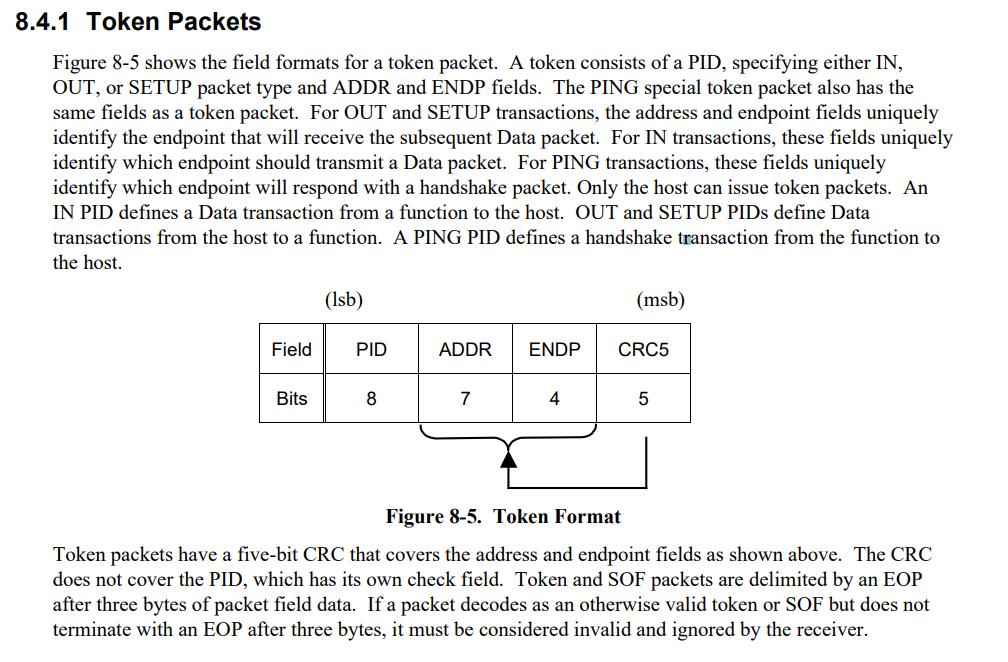 8.4.1 Token Packets
Figure 8-5 shows the field formats for a token packet. A token consists of a PID, specifying either IN,
OUT, or SETUP packet type and ADDR and ENDP fields. The PING special token packet also has the
same fields as a token packet. For OUT and SETUP transactions, the address and endpoint fields uniquely
identify the endpoint that will receive the subsequent Data packet. For IN transactions, these fields uniquely
identify which endpoint should transmit a Data packet. For PING transactions, these fields uniquely
identify which endpoint will respond with a handshake packet. Only the host can issue token packets. An
IN PID defines a Data transaction from a function to the host. OUT and SETUP PIDs define Data
transactions from the host to a function. A PING PID defines a handshake transaction from the function to
the host.
(lsb) (msb)
Field PID ADDR ENDP CRC5
Bits 8 7 4 5
Figure 8-5. Token Format
Token packets have a five-bit CRC that covers the address and endpoint fields as shown above. The CRC
does not cover the PID, which has its own check field. Token and SOF packets are delimited by an EOP
after three bytes of packet field data. If a packet decodes as an otherwise valid token or SOF but does not
terminate with an EOP after three bytes, it must be considered invalid and ignored by the receiver.